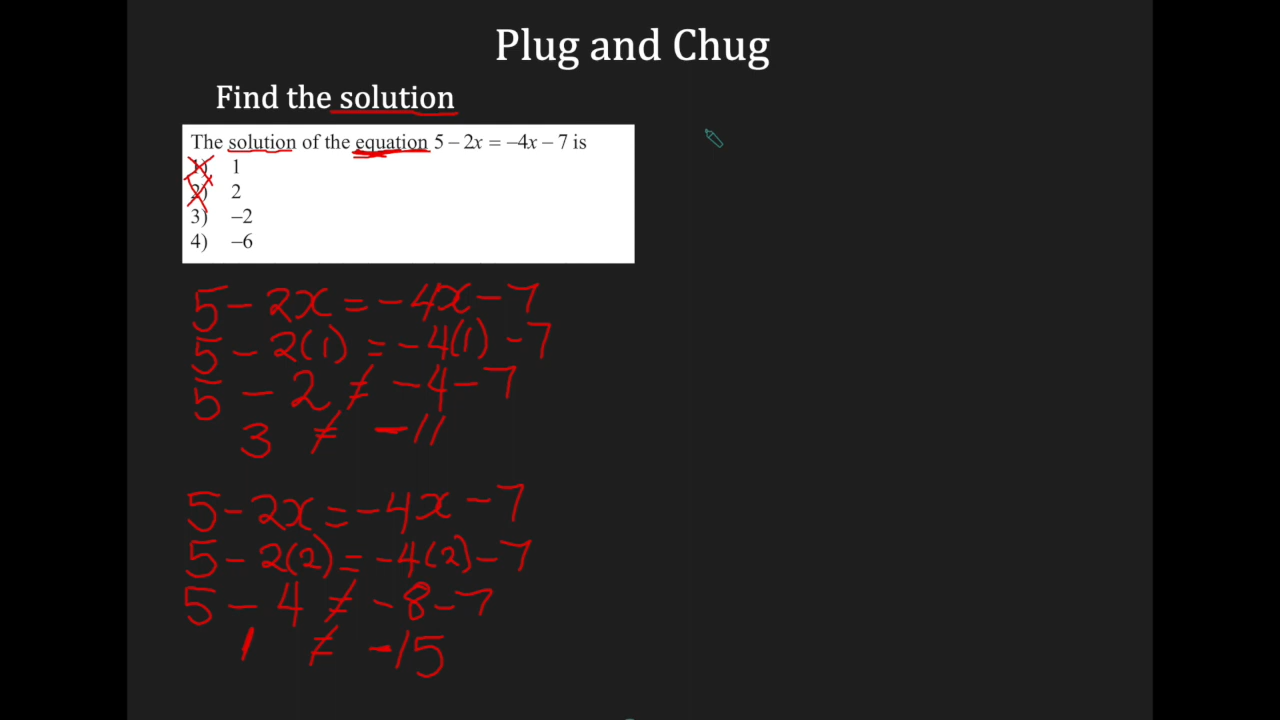 Plug and Chug
Find the solution
The solution of the equation 5 – 2x = –4x – 7 is
1) 1
2) 2
3) –2
4) –6
5 - 2x = -4x - 7
5 - 2(1) = -4(1) - 7
5 - 2 ≠ -4 - 7
3 ≠ -11
5 - 2x = -4x - 7
5 - 2(2) = -4(2) - 7
5 - 4 ≠ -8 - 7
1 ≠ -15